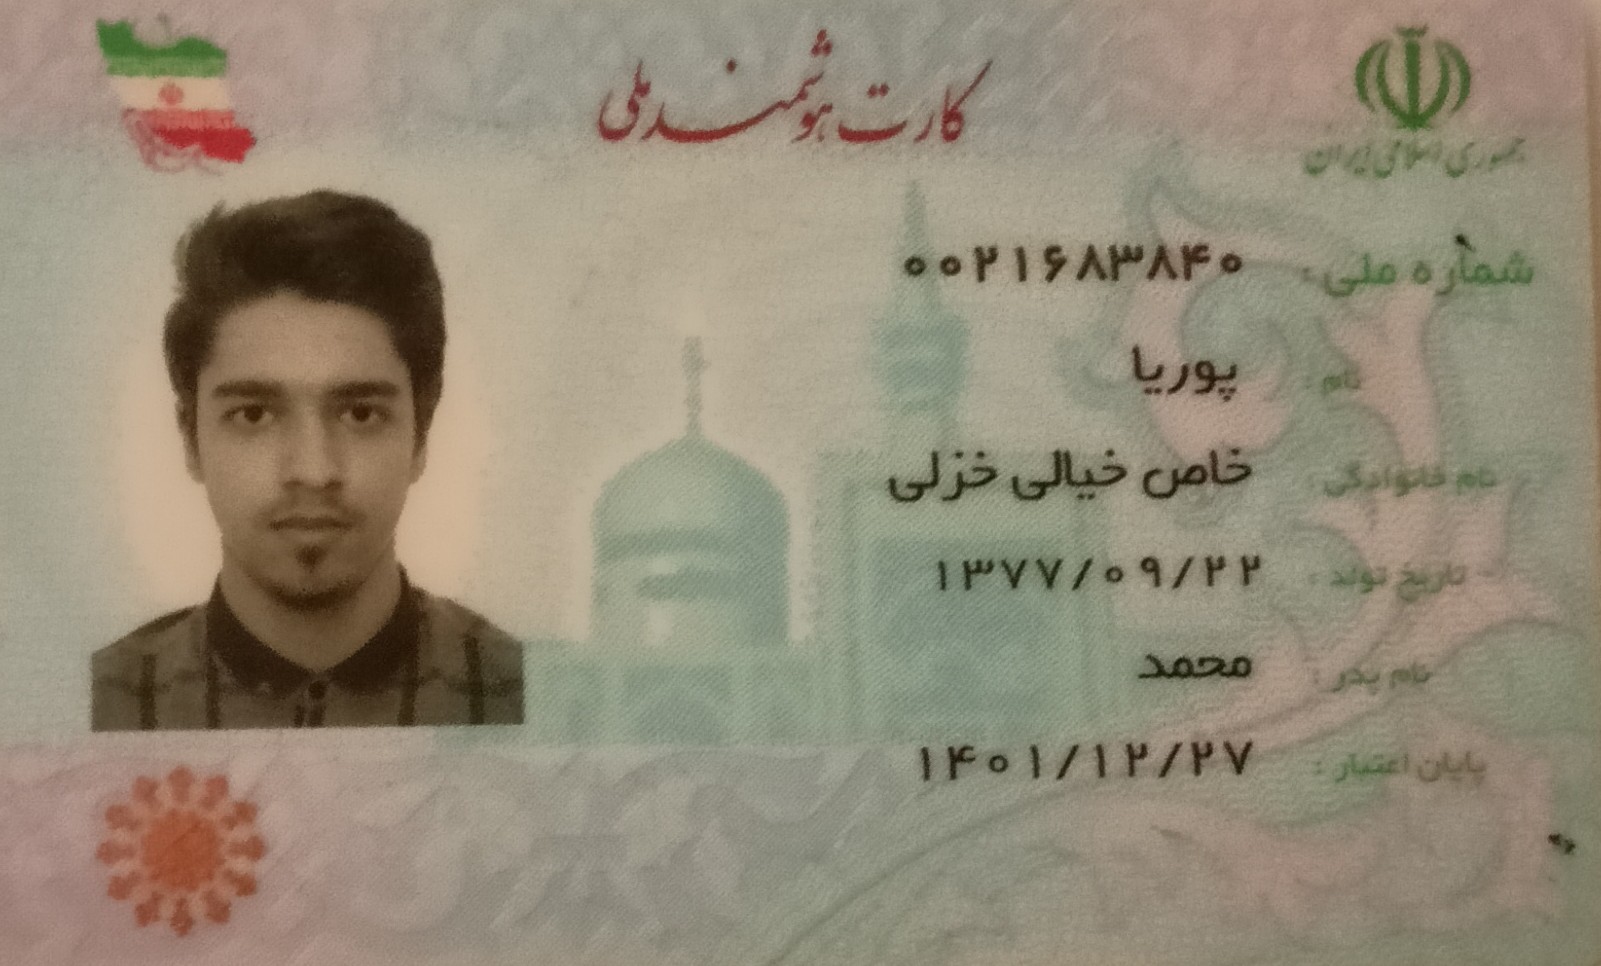 کارت هوشمند ملی
جمهوری اسلامی ایران
شماره ملی : ۰۰۲۱۶۸۳۸۴۰
نام : پوریا
نام خانوادگی : خاص خیالی خزلی
تاریخ تولد : ۱۳۷۷/۰۹/۲۲
نام پدر : محمد
پایان اعتبار : ۱۴۰۱/۱۲/۲۷